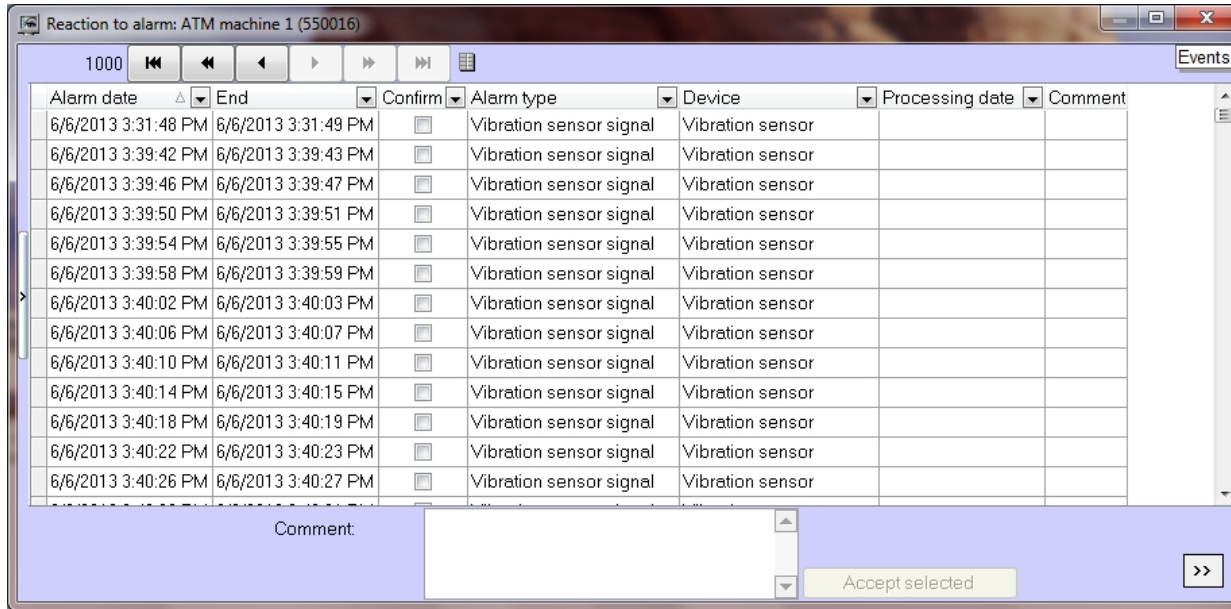 Reaction to alarm: ATM machine 1 (550016)
1000
Events
Alarm date End Confirm Alarm type Device Processing date Comment
6/6/2013 3:31:48 PM 6/6/2013 3:31:49 PM Vibration sensor signal Vibration sensor
6/6/2013 3:39:42 PM 6/6/2013 3:39:43 PM Vibration sensor signal Vibration sensor
6/6/2013 3:39:46 PM 6/6/2013 3:39:47 PM Vibration sensor signal Vibration sensor
6/6/2013 3:39:50 PM 6/6/2013 3:39:51 PM Vibration sensor signal Vibration sensor
6/6/2013 3:39:54 PM 6/6/2013 3:39:55 PM Vibration sensor signal Vibration sensor
6/6/2013 3:39:58 PM 6/6/2013 3:39:59 PM Vibration sensor signal Vibration sensor
6/6/2013 3:40:02 PM 6/6/2013 3:40:03 PM Vibration sensor signal Vibration sensor
6/6/2013 3:40:06 PM 6/6/2013 3:40:07 PM Vibration sensor signal Vibration sensor
6/6/2013 3:40:10 PM 6/6/2013 3:40:11 PM Vibration sensor signal Vibration sensor
6/6/2013 3:40:14 PM 6/6/2013 3:40:15 PM Vibration sensor signal Vibration sensor
6/6/2013 3:40:18 PM 6/6/2013 3:40:19 PM Vibration sensor signal Vibration sensor
6/6/2013 3:40:22 PM 6/6/2013 3:40:23 PM Vibration sensor signal Vibration sensor
6/6/2013 3:40:26 PM 6/6/2013 3:40:27 PM Vibration sensor signal Vibration sensor
Comment:
Accept selected
>>